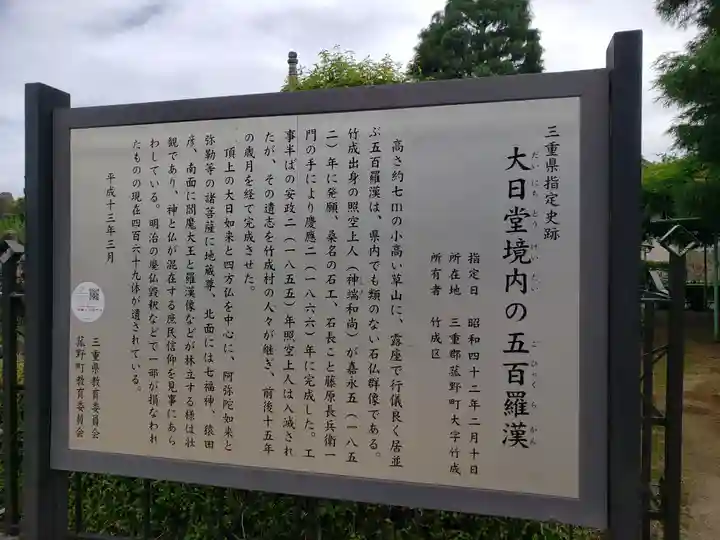 三重県指定史跡
大日堂境内の五百羅漢
だいにちどうけいだい
ごひゃくらかん
指定日 昭和四十二年二月十日
所在地 三重郡菰野町大字竹成
所有者 竹成区
高さ約七mの小高い草山に、露座で行儀良く居並
ぶ五百羅漢は、県内でも類のない石仏群像である。
竹成出身の照空上人（神瑞和尚）が嘉永五（一八五
二）年に発願、桑名の石工、石長こと藤原長兵衛一
門の手により慶應二（一八六六）年に完成した。工
事半ばの安政二（一八五五）年照空上人は入滅され
たが、その遺志を竹成村の人々が継ぎ、前後十五年
の歳月を経て完成させた。
頂上の大日如来と四方仏を中心に、阿弥陀如来と
弥勒等の諸菩薩に地蔵尊、北面には七福神、猿田
彦、南面に閻魔大王と羅漢像などが林立する様は壮
観であり、神と仏が混在する庶民信仰を見事にあら
わしている。明治の廃仏毀釈などで一部が損なわれ
たものの現在四百六十九体が遺されている。
平成十三年三月
三重県教育委員会
菰野町教育委員会